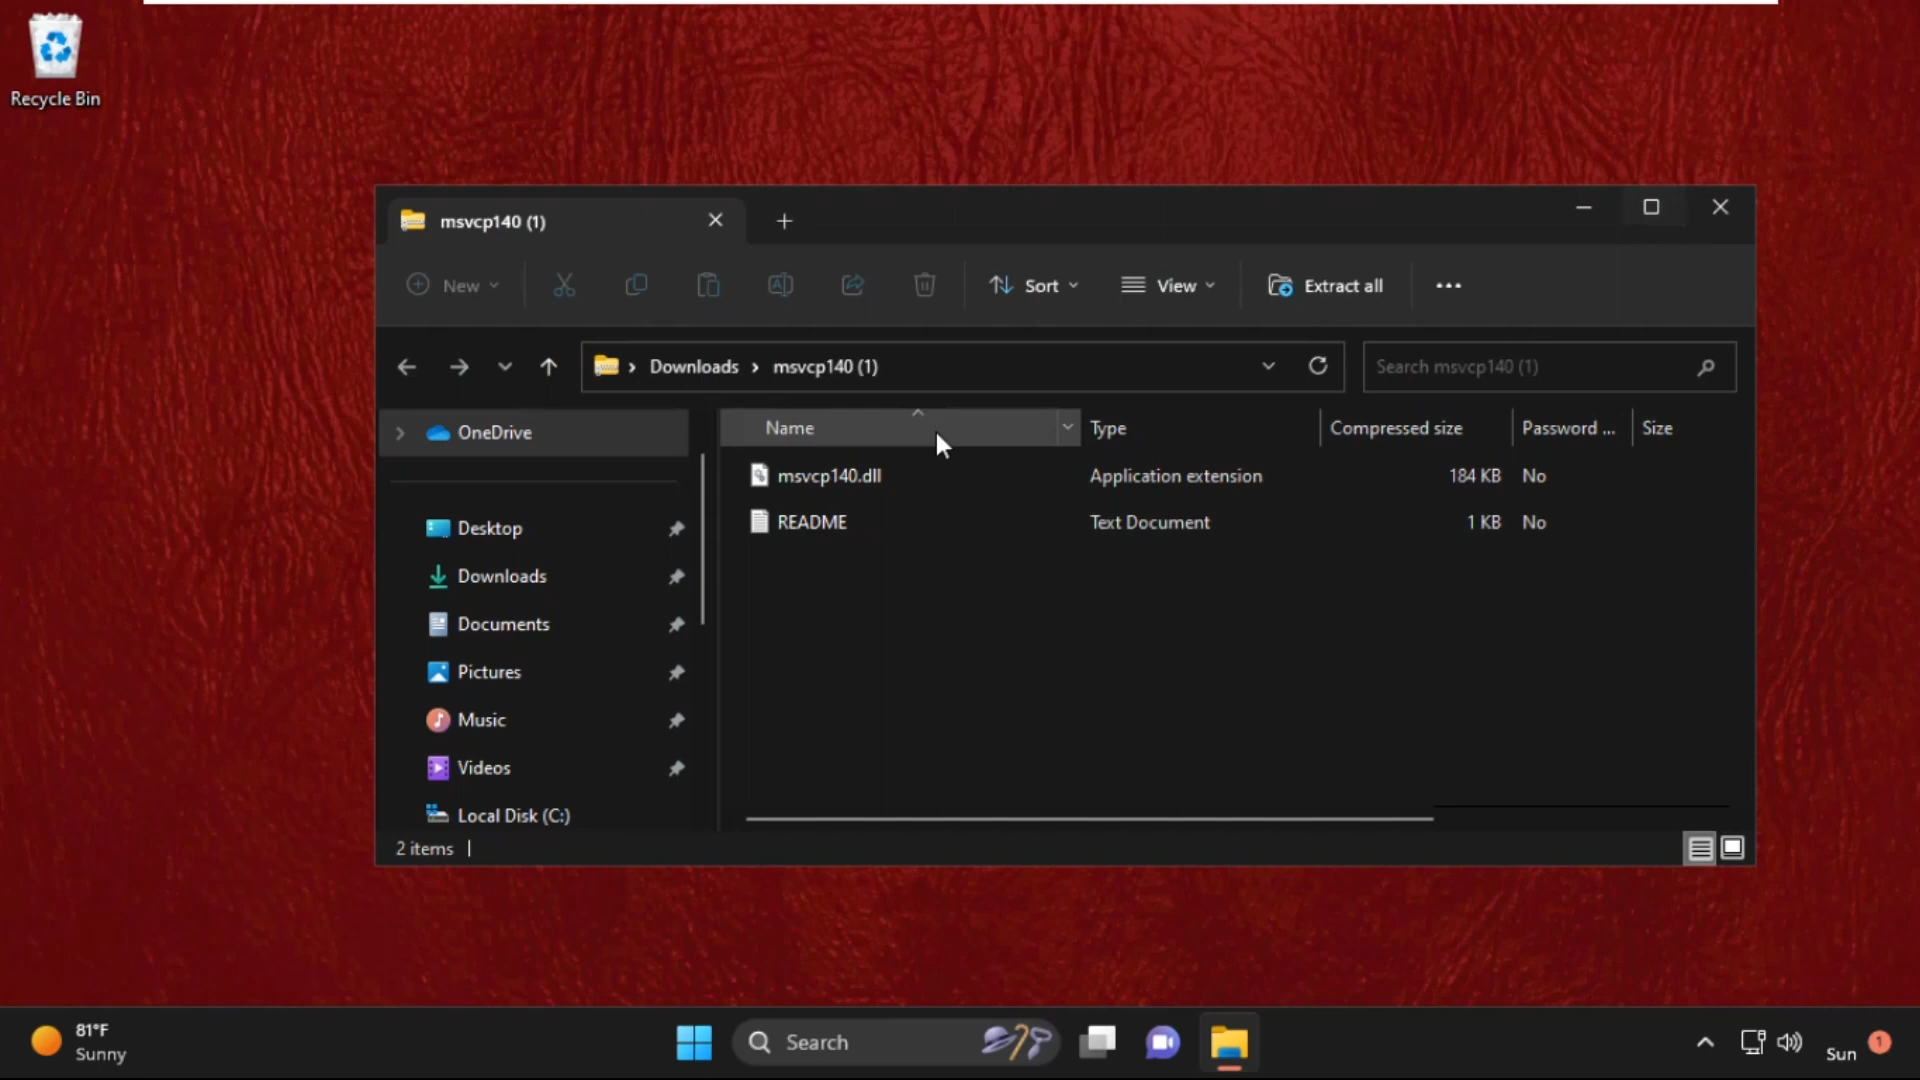 Recycle Bin
msvcp140 (1)
New
Sort
View
Extract all
Downloads
msvcp140 (1)
Search msvcp140 (1)
OneDrive
Desktop
Downloads
Documents
Pictures
Music
Videos
Local Disk (C:)
Name
Type
Compressed size
Password ...
Size
msvcp140.dll
Application extension
184 KB
No
README
Text Document
1 KB
No
2 items
81°F
Sunny
Search
Sun
1